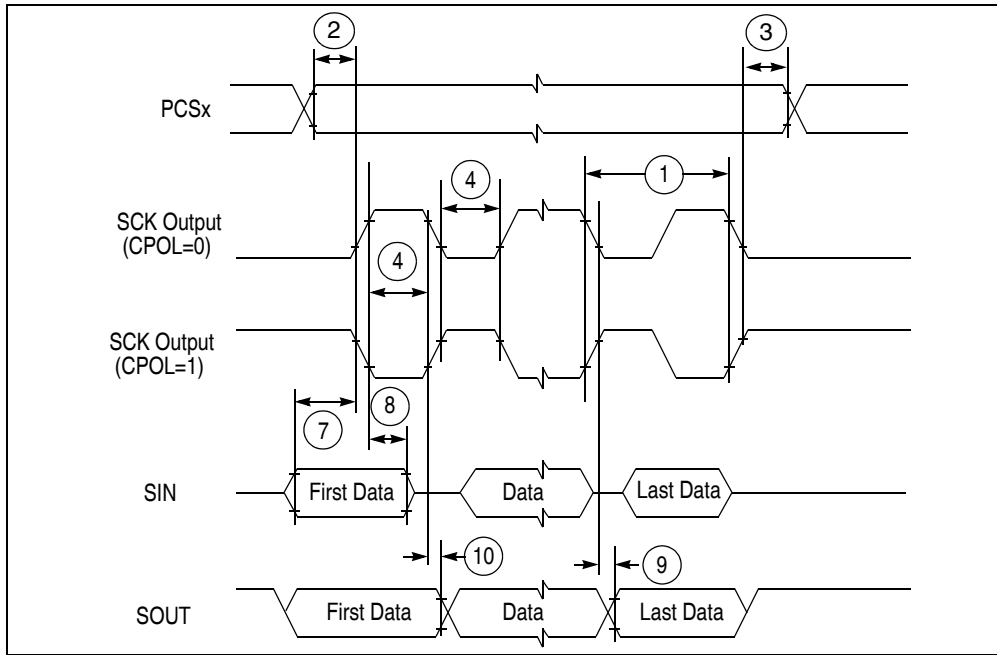 2
3
PCSx
4
1
SCK Output
(CPOL=0)
4
SCK Output
(CPOL=1)
7
8
SIN
First Data
Data
Last Data
10
9
SOUT
First Data
Data
Last Data